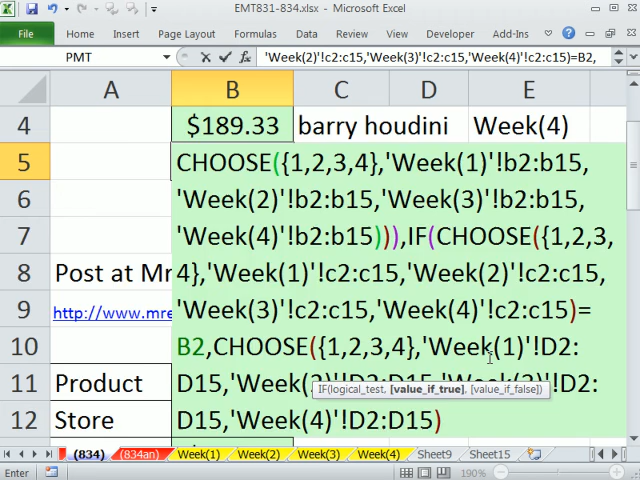 EMT831-834.xlsx - Microsoft Excel
File Home Insert Page Layout Formulas Data Review View Developer Add-Ins
PMT 'Week(2)'!c2:c15,'Week(3)'!c2:c15,'Week(4)'!c2:c15)=B2,
A B C D E
4 $189.33 barry houdini Week(4)
5 CHOOSE({1,2,3,4},'Week(1)'!b2:b15,
6 'Week(2)'!b2:b15,'Week(3)'!b2:b15,
7 'Week(4)'!b2:b15))),IF(CHOOSE({1,2,3,
8 Post at Mr 4},'Week(1)'!c2:c15,'Week(2)'!c2:c15,
9 http://www.mre 'Week(3)'!c2:c15,'Week(4)'!c2:c15)=
10 B2,CHOOSE({1,2,3,4},'Week(1)'!D2:
11 Product D15,'Week(2)'!D2:D15,'Week(3)'!D2:
IF(logical_test, [value_if_true], [value_if_false])
12 Store D15,'Week(4)'!D2:D15)
(834) (834an) Week(1) Week(2) Week(3) Week(4) Sheet9 Sheet15
Enter 190%